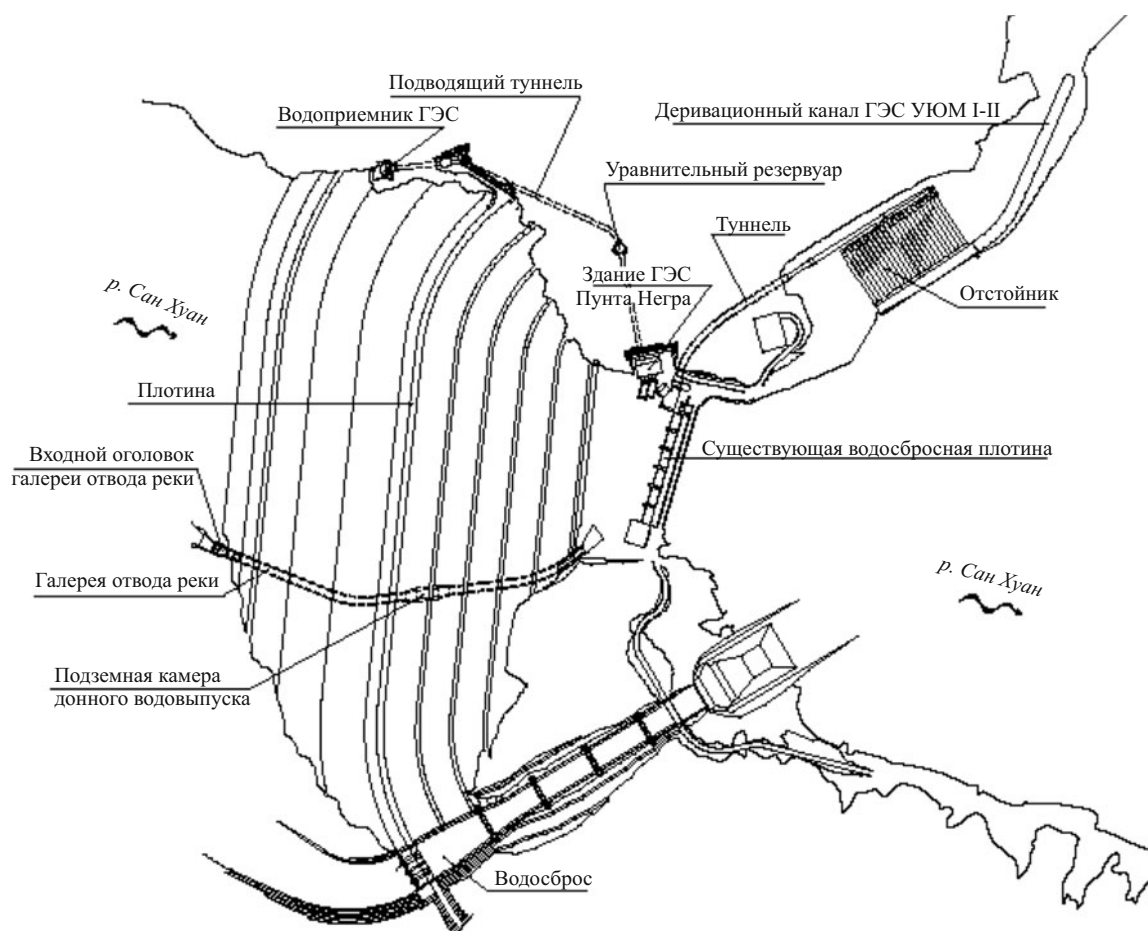 Подводящий туннель
Водоприемник ГЭС
Деривационный канал ГЭС УЮМ I-II
Уравнительный резервуар
Туннель
Здание ГЭС
Пунта Негра
Отстойник
р. Сан Хуан
Плотина
Существующая водосбросная плотина
Входной оголовок
галереи отвода реки
Галерея отвода реки
р. Сан Хуан
Подземная камера
донного водовыпуска
Водосброс